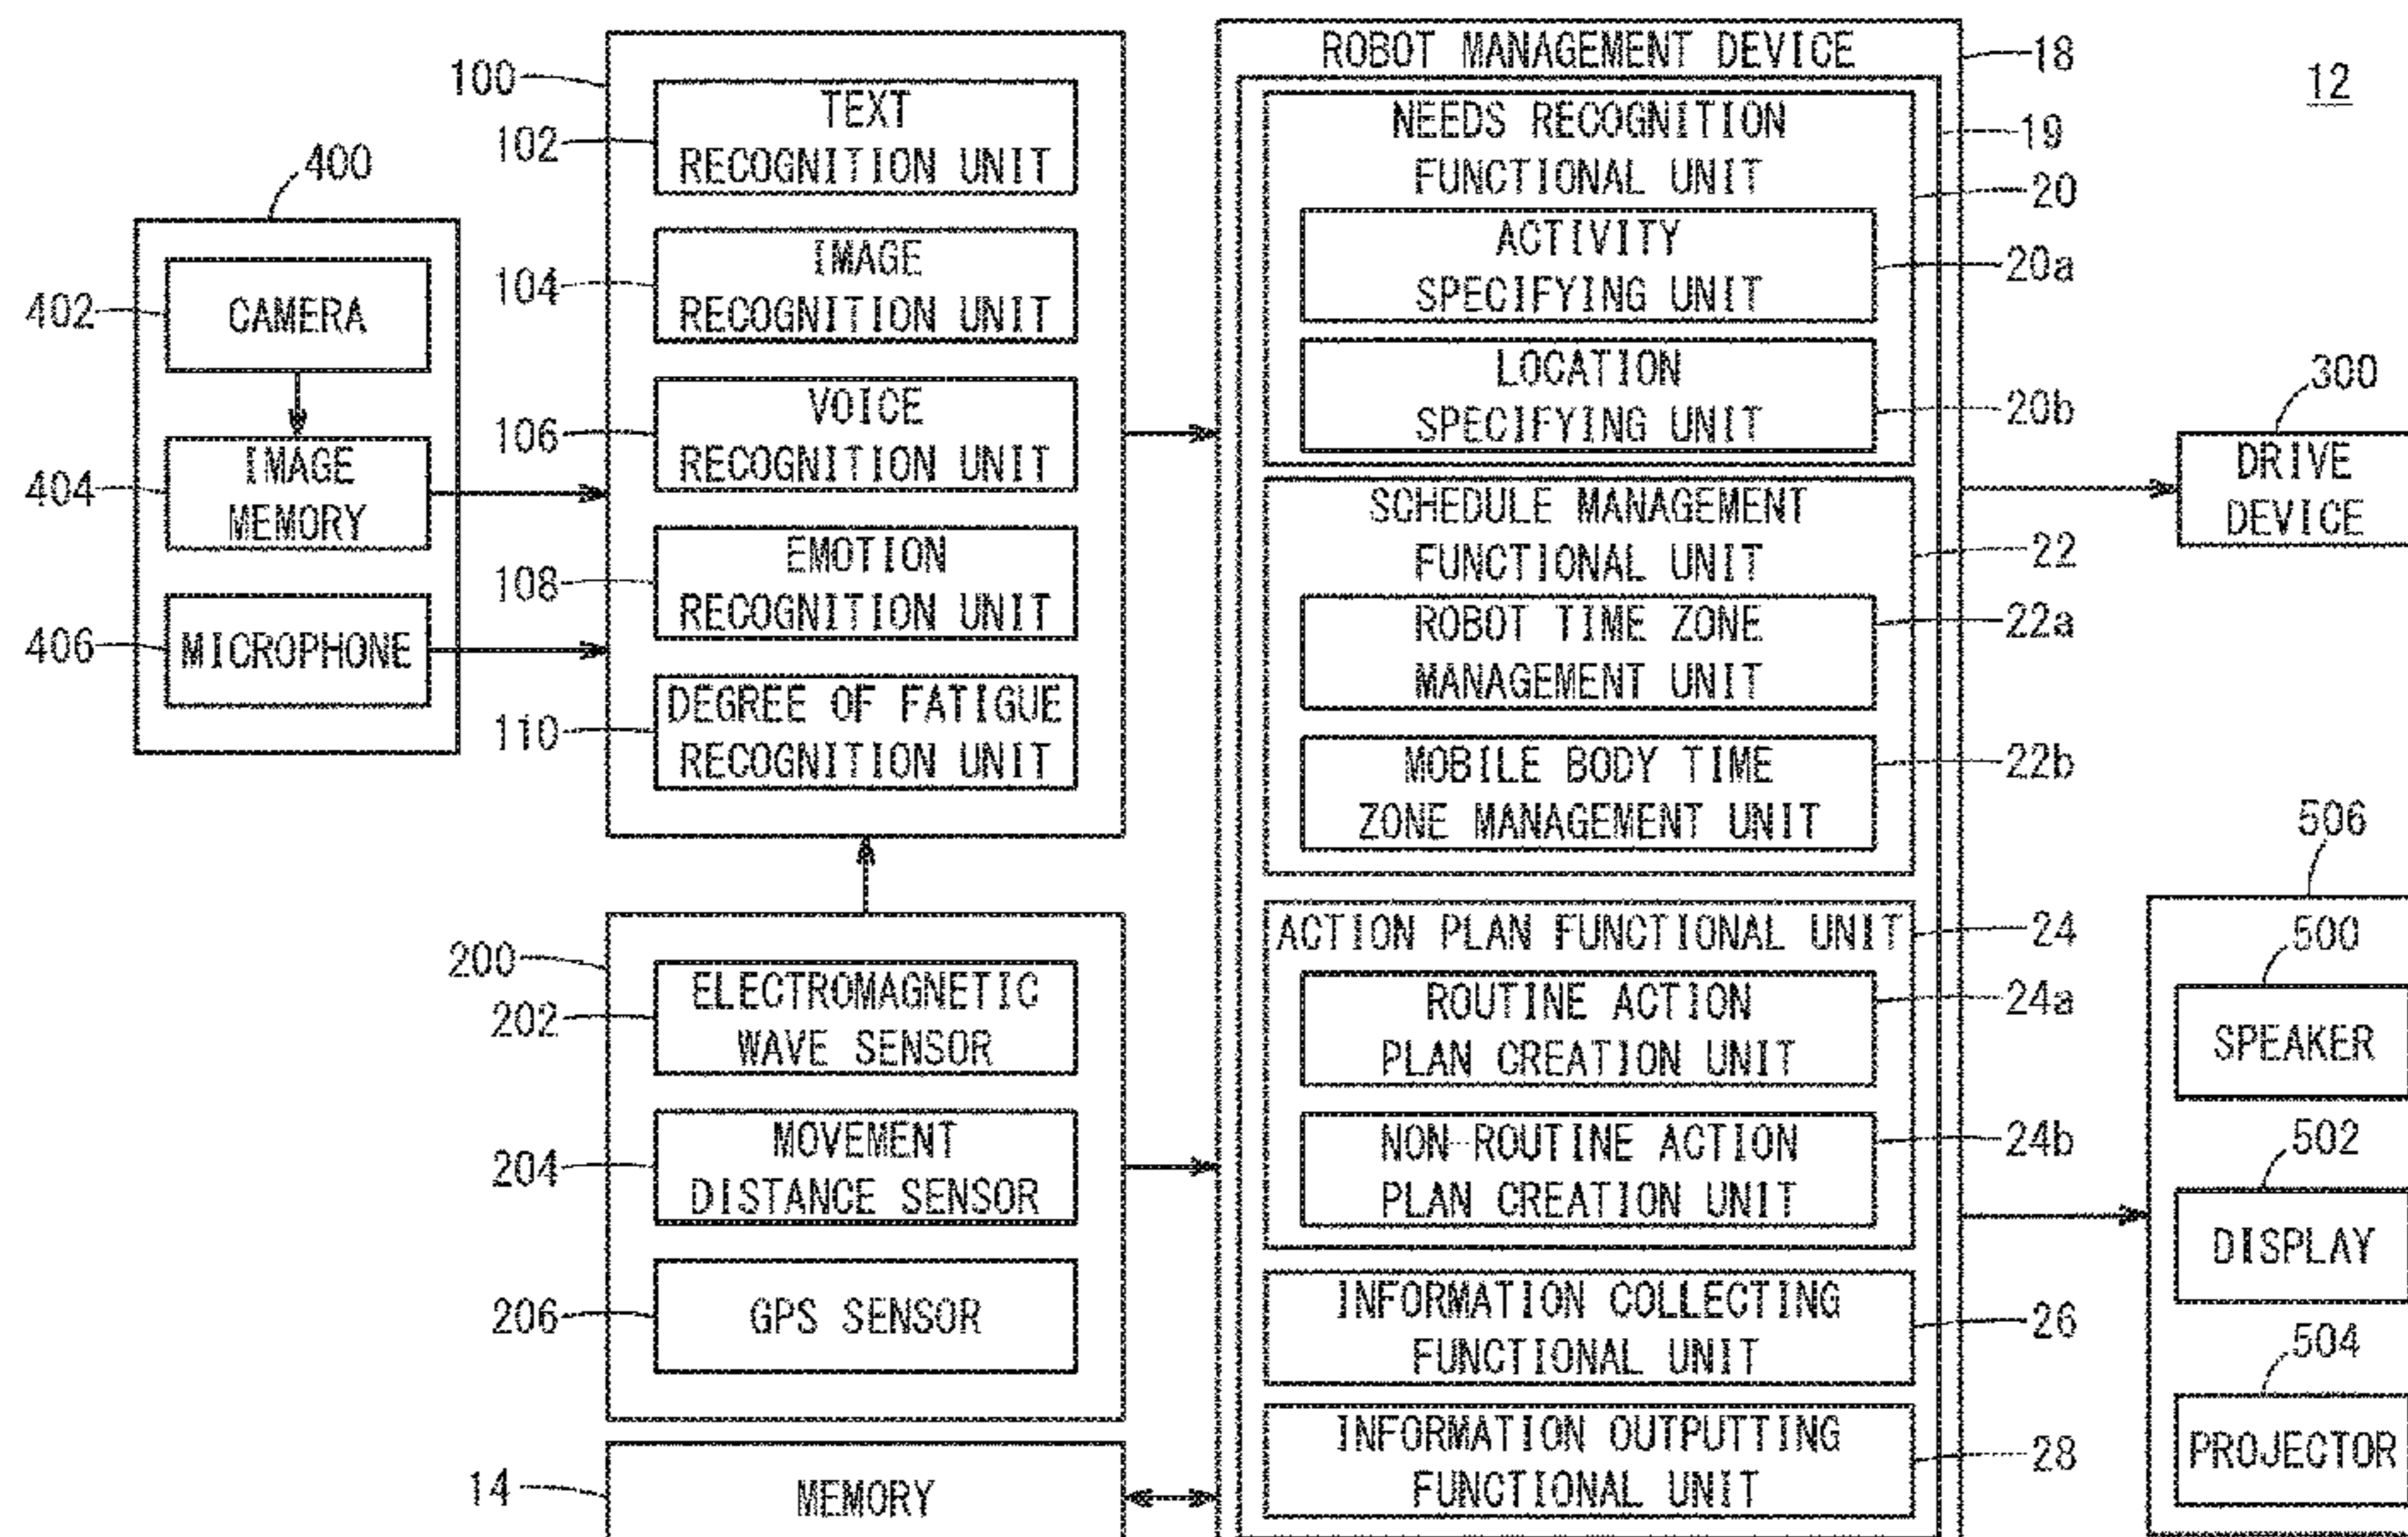 12
400
402
CAMERA
404
IMAGE
MEMORY
406
MICROPHONE
100
102
TEXT
RECOGNITION UNIT
104
IMAGE
RECOGNITION UNIT
106
VOICE
RECOGNITION UNIT
108
EMOTION
RECOGNITION UNIT
110
DEGREE OF FATIGUE
RECOGNITION UNIT
200
202
ELECTROMAGNETIC
WAVE SENSOR
204
MOVEMENT
DISTANCE SENSOR
206
GPS SENSOR
14
MEMORY
ROBOT MANAGEMENT DEVICE
18
19
NEEDS RECOGNITION
FUNCTIONAL UNIT
20
ACTIVITY
SPECIFYING UNIT
20a
LOCATION
SPECIFYING UNIT
20b
SCHEDULE MANAGEMENT
FUNCTIONAL UNIT
22
ROBOT TIME ZONE
MANAGEMENT UNIT
22a
MOBILE BODY TIME
ZONE MANAGEMENT UNIT
22b
ACTION PLAN FUNCTIONAL UNIT
24
ROUTINE ACTION
PLAN CREATION UNIT
24a
NON-ROUTINE ACTION
PLAN CREATION UNIT
24b
INFORMATION COLLECTING
FUNCTIONAL UNIT
26
INFORMATION OUTPUTTING
FUNCTIONAL UNIT
28
300
DRIVE
DEVICE
506
500
SPEAKER
502
DISPLAY
504
PROJECTOR